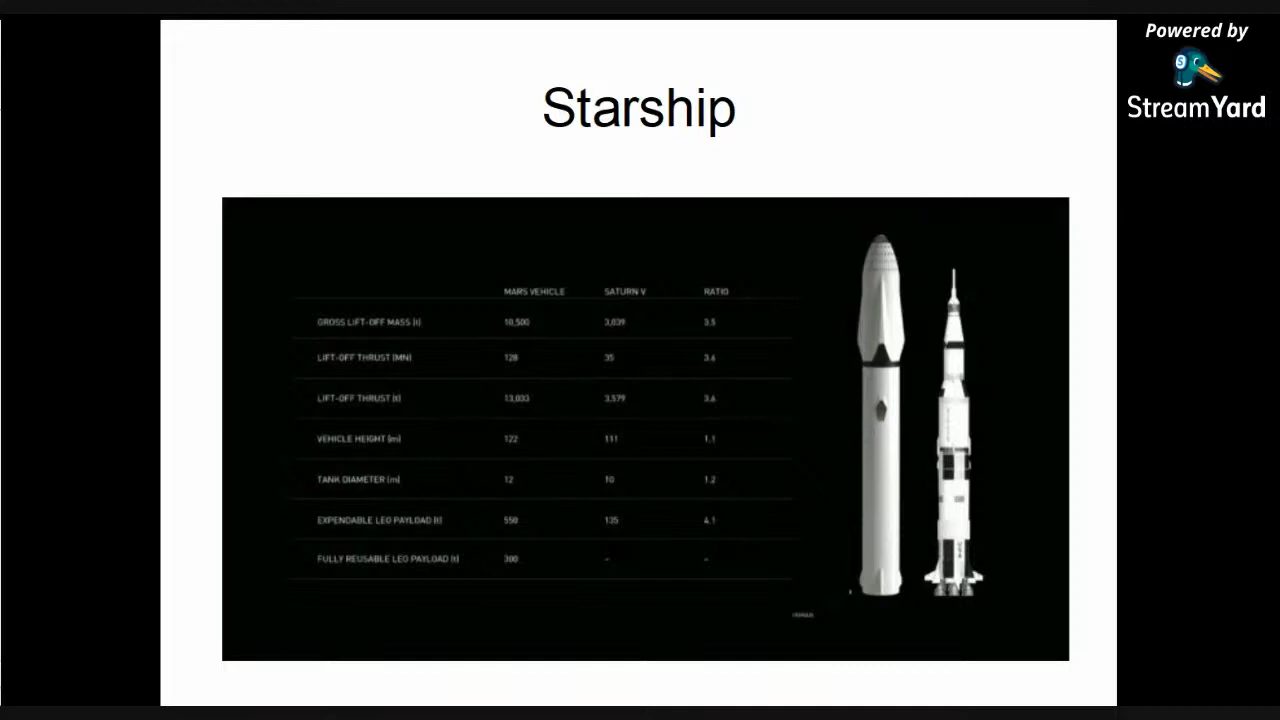 Powered by
StreamYard
Starship
MARS VEHICLE SATURN V RATIO
GROSS LIFT-OFF MASS (t) 10,500 3,039 3.5
LIFT-OFF THRUST (MN) 128 35 3.6
LIFT-OFF THRUST (t) 13,033 3,579 3.6
VEHICLE HEIGHT (m) 122 111 1.1
TANK DIAMETER (m) 12 10 1.2
EXPENDABLE LEO PAYLOAD (t) 550 135 4.1
FULLY REUSABLE LEO PAYLOAD (t) 300 – –